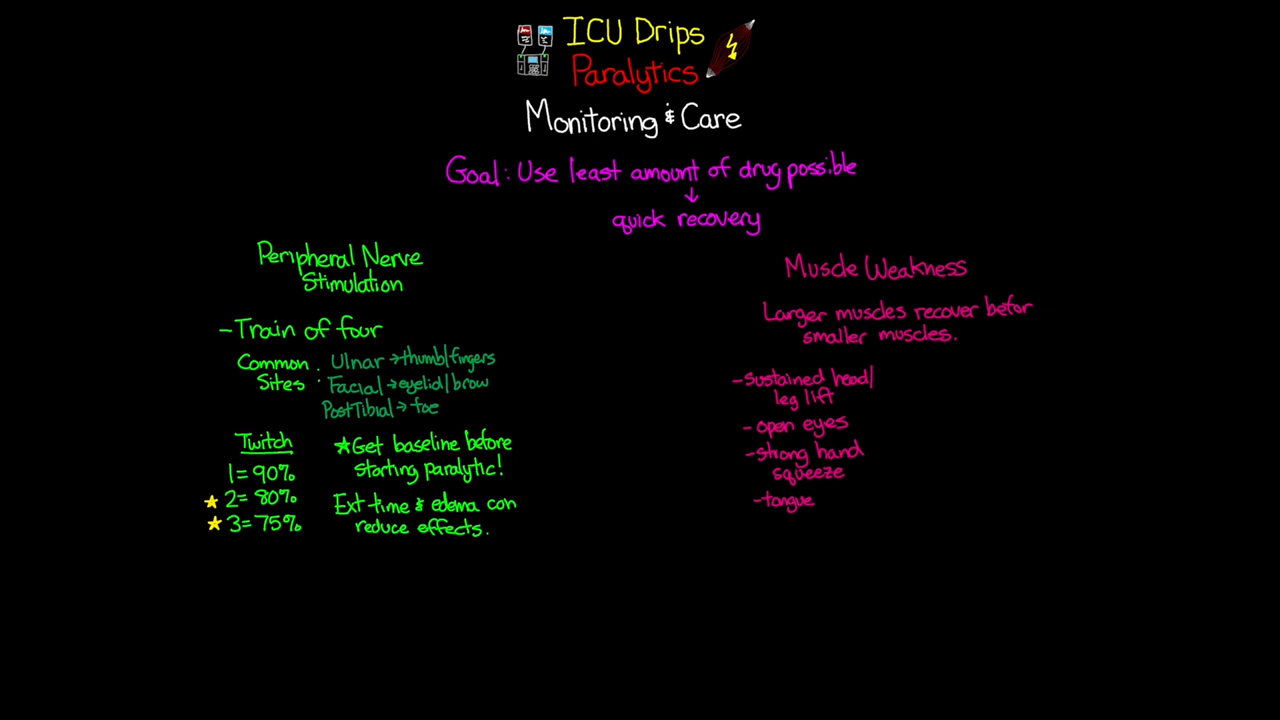 ICU Drips
Paralytics
Monitoring & Care
Goal: Use least amount of drug possible
↓
quick recovery
Peripheral Nerve
Stimulation
- Train of four
Common Sites : Ulnar → thumb/fingers
Facial → eyelid/brow
Post Tibial → toe
Twitch
1 = 90%
★ 2 = 80%
★ 3 = 75%
★ Get baseline before
starting paralytic!
Ext time & edema can
reduce effects.
Muscle Weakness
Larger muscles recover befor
smaller muscles.
- sustained head/
leg lift
- open eyes
- strong hand
squeeze
- tongue